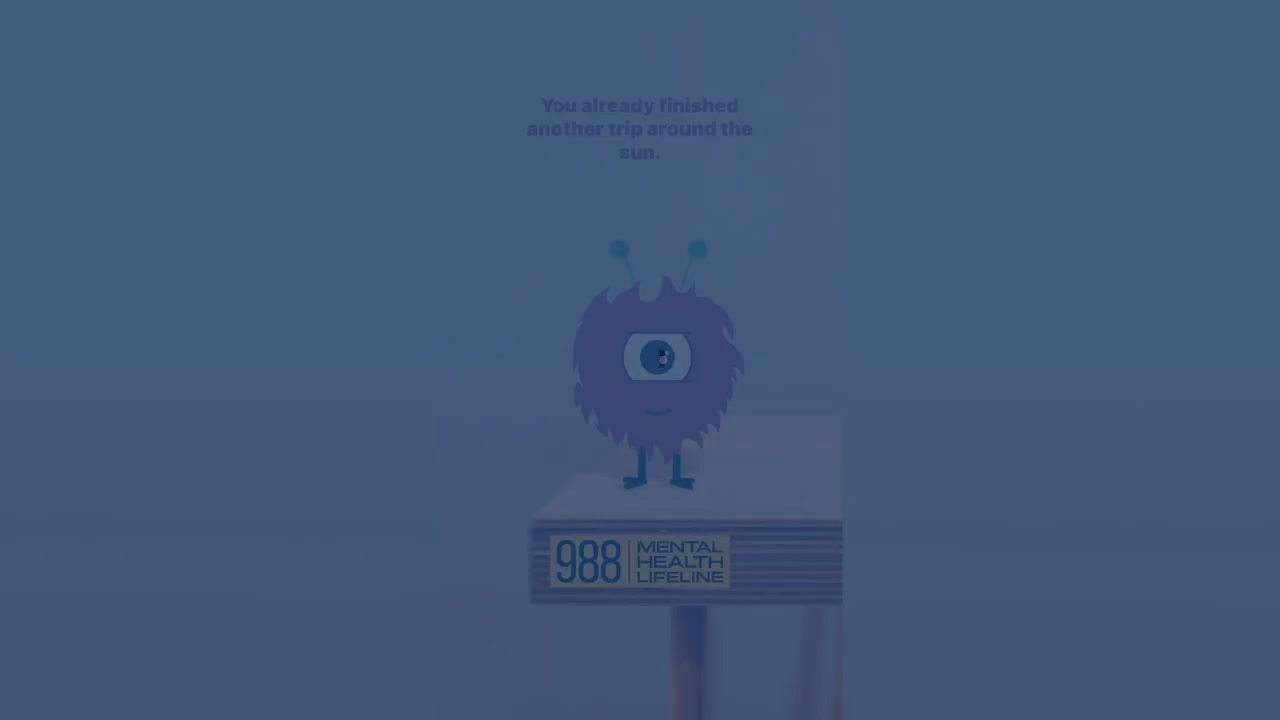 You already finished
another trip around the
sun.
988
MENTAL
HEALTH
LIFELINE